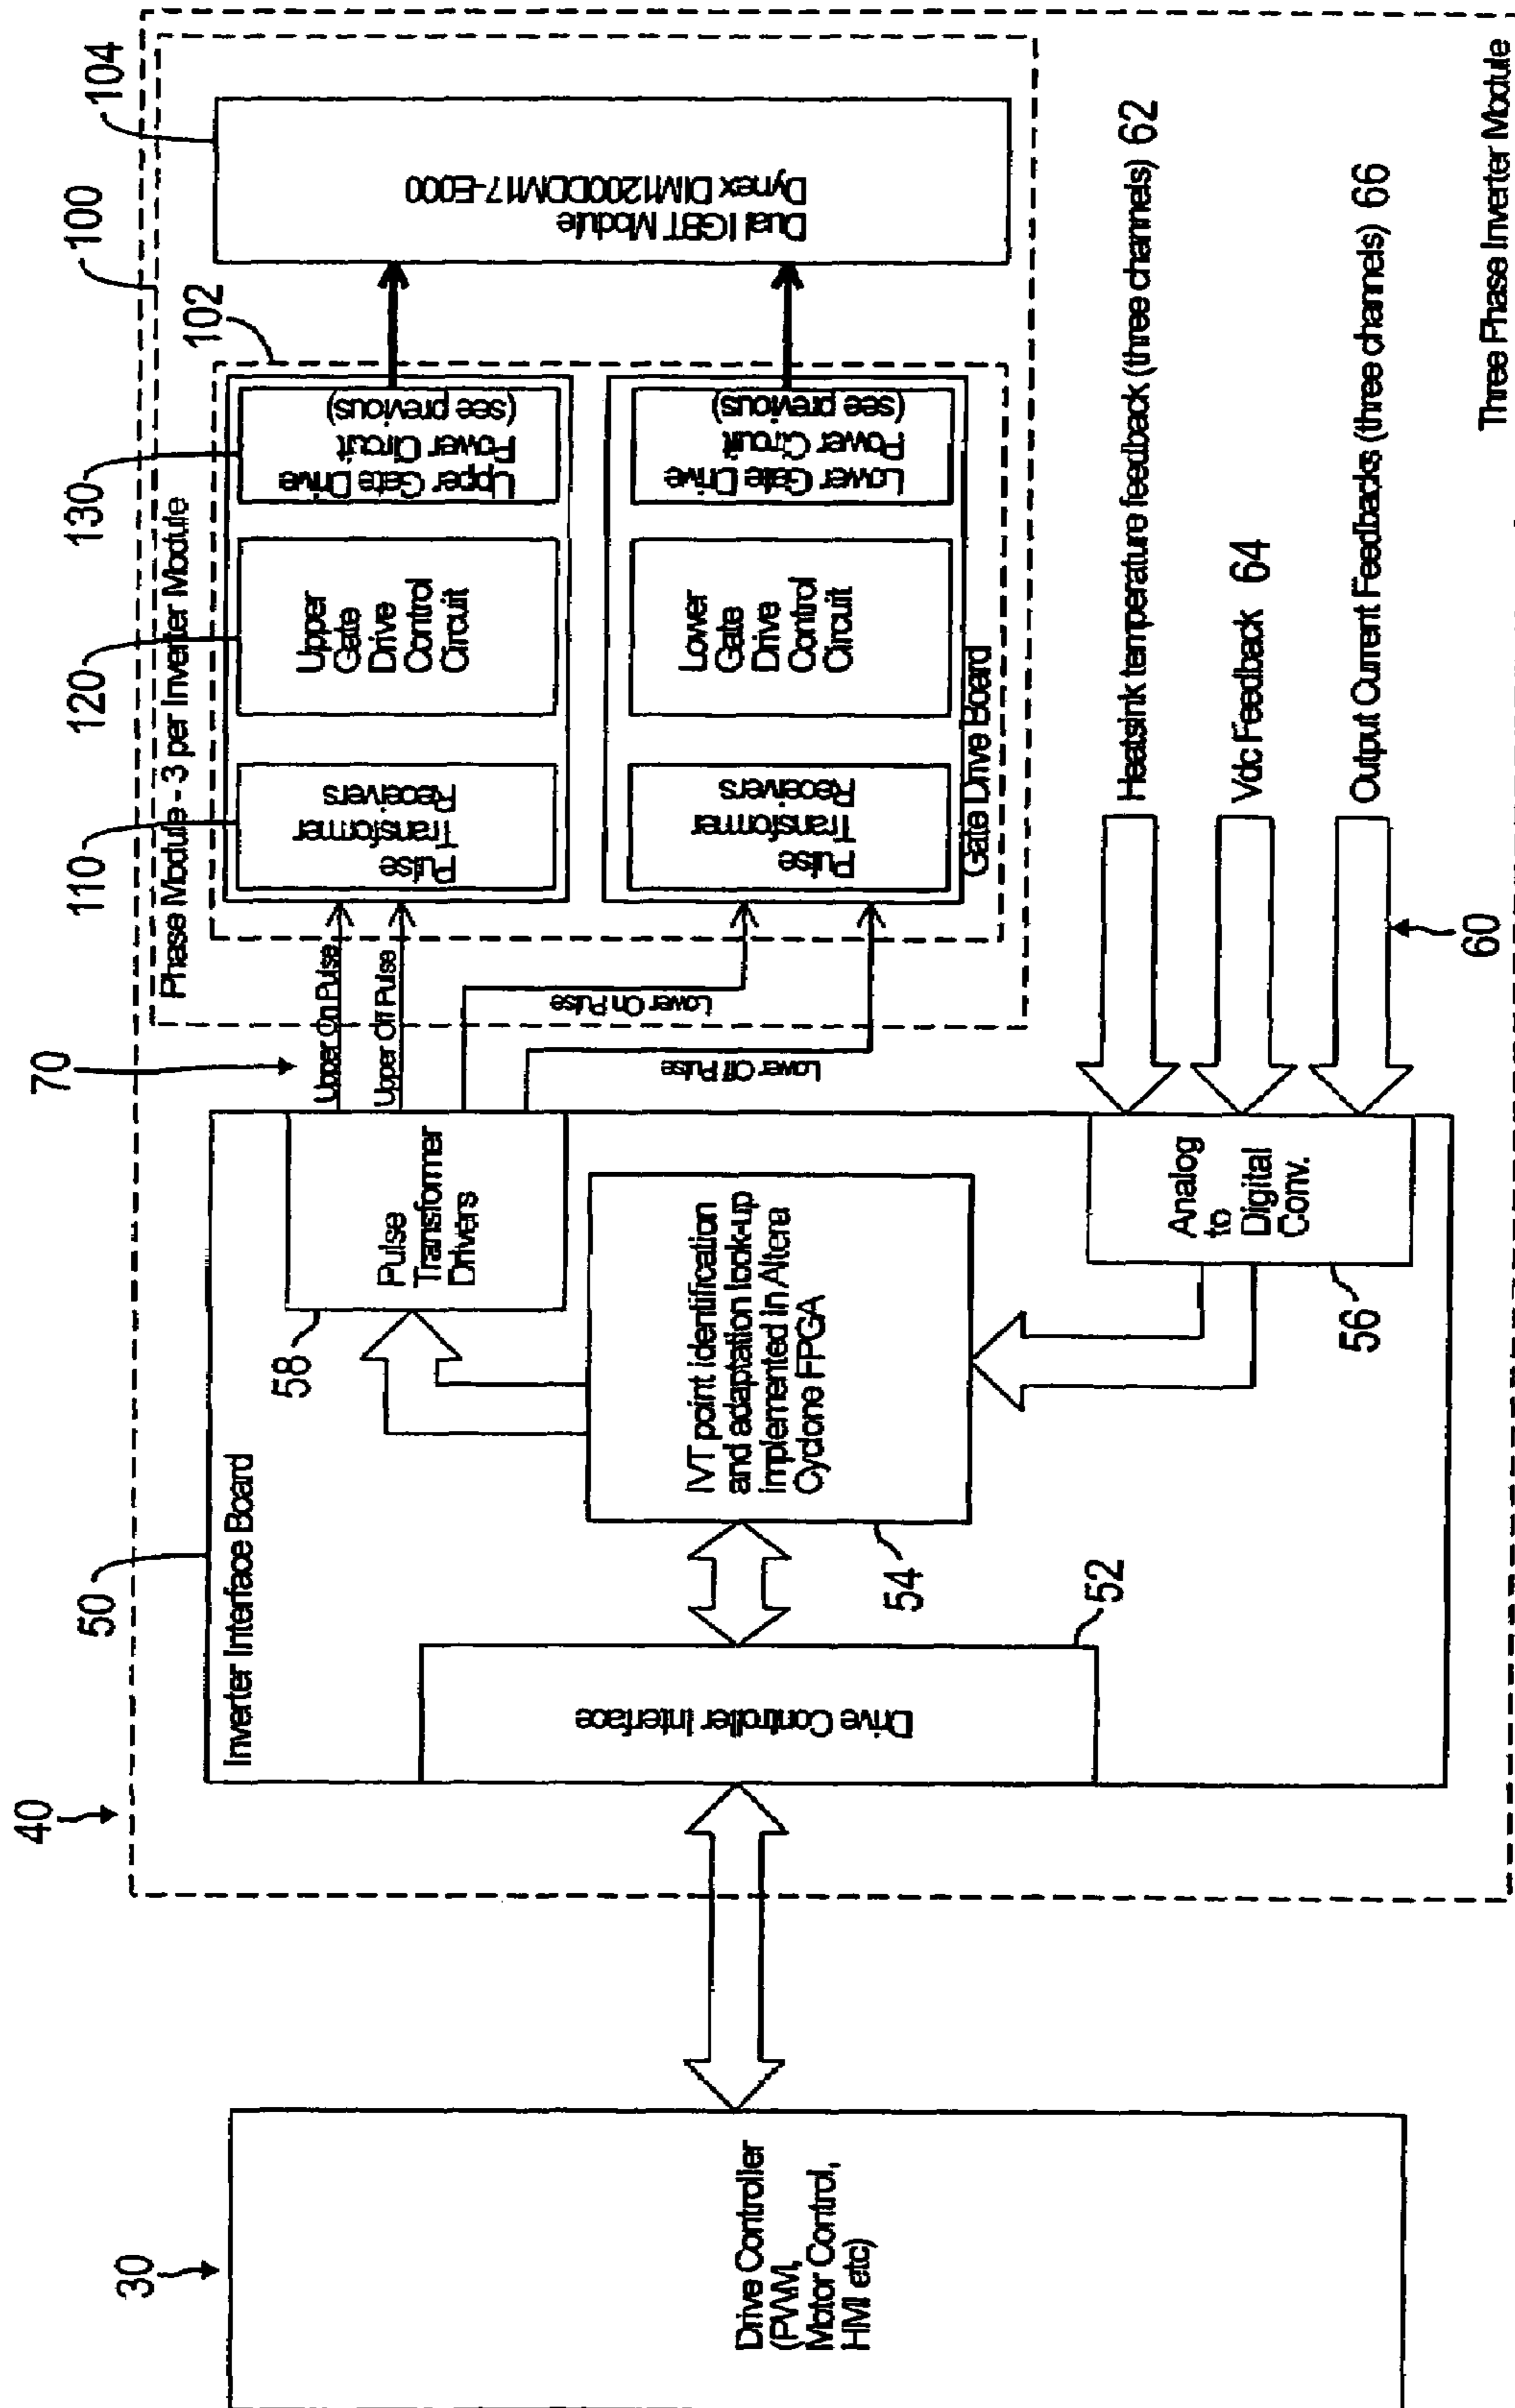 30
Drive Controller
(PWM,
Motor Control,
HMI etc)
40
50
Inverter Interface Board
Drive Controller Interface
52
IVT point identification
and adaptation look-up
implemented in Altera
Cyclone FPGA
54
58
Pulse
Transformer
Drivers
Analog
to
Digital
Conv.
56
70
Upper On Pulse
Upper Off Pulse
Lower On Pulse
Lower Off Pulse
60
Heatsink temperature feedback (three channels) 62
Vdc Feedback 64
Output Current Feedbacks (three channels) 66
Phase Module - 3 per Inverter Module
100
102
104
110
120
130
Pulse
Transformer
Receivers
Upper
Gate
Drive
Control
Circuit
Upper Gate Drive
Power Circuit
(see previous)
Pulse
Transformer
Receivers
Lower
Gate
Drive
Control
Circuit
Lower Gate Drive
Power Circuit
(see previous)
Gate Drive Board
Dual IGBT Module
Dynex DIM1200DDM17-E000
Three Phase Inverter Module